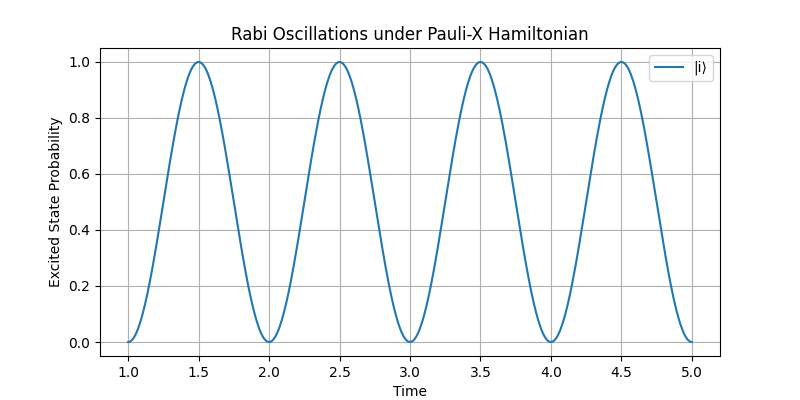 Rabi Oscillations under Pauli-X Hamiltonian
|i⟩
Excited State Probability
1.0
0.8
0.6
0.4
0.2
0.0
1.0 1.5 2.0 2.5 3.0 3.5 4.0 4.5 5.0
Time